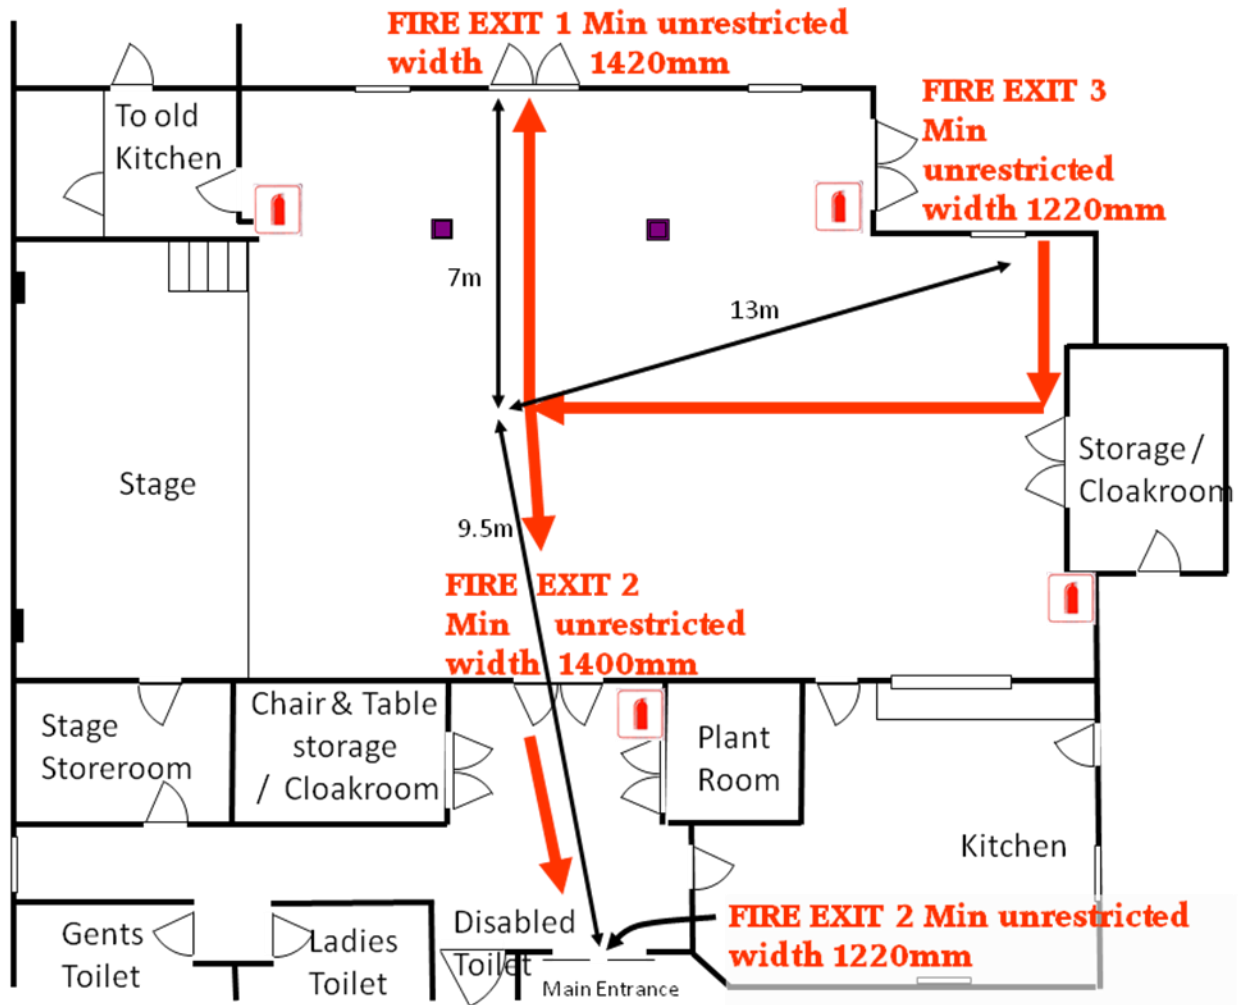 FIRE EXIT 1 Min unrestricted
width 1420mm
FIRE EXIT 3
Min
unrestricted
width 1220mm
To old
Kitchen
7m
13m
Stage
Storage /
Cloakroom
9.5m
FIRE EXIT 2
Min unrestricted
width 1400mm
Stage
Storeroom
Chair & Table
storage
/ Cloakroom
Plant
Room
Kitchen
Gents
Toilet
Ladies
Toilet
Disabled
Toilet
Main Entrance
FIRE EXIT 2 Min unrestricted
width 1220mm